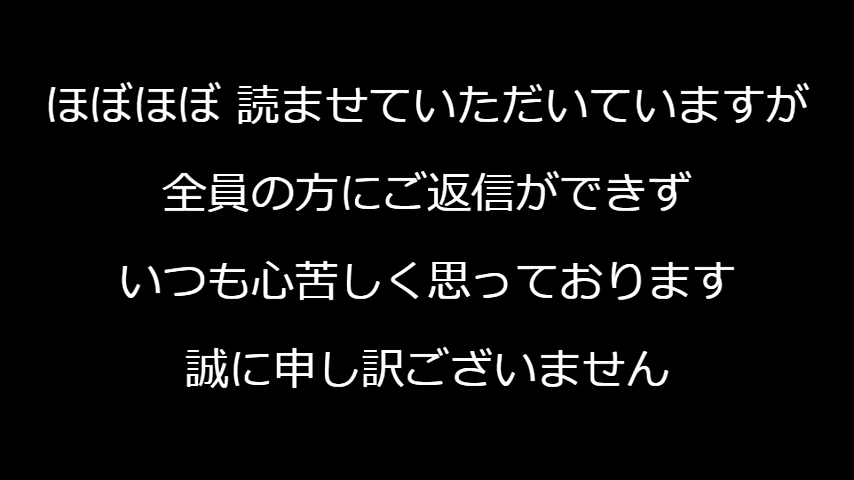 ほぼほぼ 読ませていただいていますが
全員の方にご返信ができず
いつも心苦しく思っております
誠に申し訳ございません